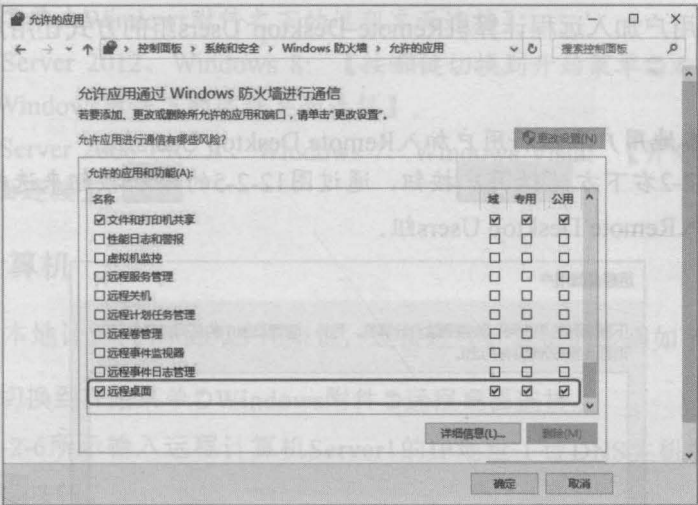 允许的应用
控制面板 > 系统和安全 > Windows 防火墙 > 允许的应用
搜索控制面板
允许应用通过 Windows 防火墙进行通信
若要添加、更改或删除所允许的应用和端口，请单击"更改设置"。
允许应用进行通信有哪些风险?
更改设置(N)
允许的应用和功能(A):
名称 域 专用 公用
文件和打印机共享
性能日志和警报
虚拟机监控
远程服务管理
远程关机
远程计划任务管理
远程卷管理
远程事件监视器
远程事件日志管理
远程桌面
详细信息(L)... 删除(M)
确定 取消